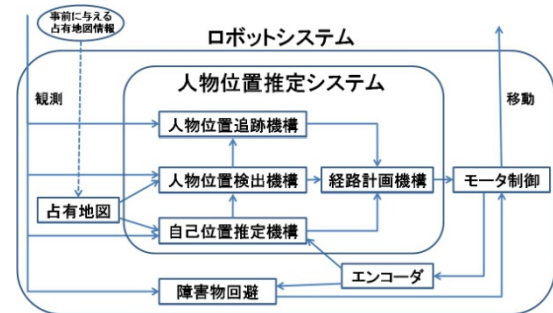 事前に与える
占有地図情報
ロボットシステム
人物位置推定システム
観測
移動
人物位置追跡機構
人物位置検出機構
経路計画機構
モータ制御
占有地図
自己位置推定機構
エンコーダ
障害物回避